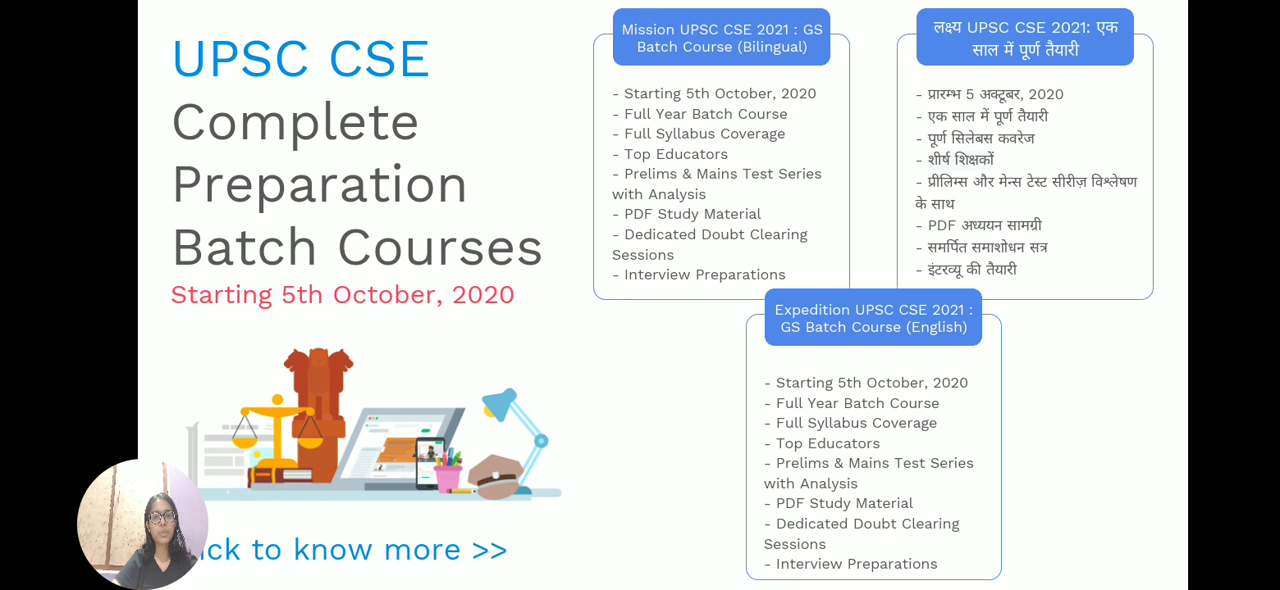 UPSC CSE
Complete
Preparation
Batch Courses
Starting 5th October, 2020
to know more >>
Mission UPSC CSE 2021 : GS
Batch Course (Bilingual)
- Starting 5th October, 2020
- Full Year Batch Course
- Full Syllabus Coverage
- Top Educators
- Prelims & Mains Test Series
with Analysis
- PDF Study Material
- Dedicated Doubt Clearing
Sessions
- Interview Preparations
लक्ष्य UPSC CSE 2021: एक
साल में पूर्ण तैयारी
- प्रारम्भ 5 अक्टूबर, 2020
- एक साल में पूर्ण तैयारी
- पूर्ण सिलेबस कवरेज
- शीर्ष शिक्षकों
- प्रीलिम्स और मेन्स टेस्ट सीरीज़ विश्लेषण
के साथ
- PDF अध्ययन सामग्री
- समर्पित समाशोधन सत्र
- इंटरव्यू की तैयारी
Expedition UPSC CSE 2021 :
GS Batch Course (English)
- Starting 5th October, 2020
- Full Year Batch Course
- Full Syllabus Coverage
- Top Educators
- Prelims & Mains Test Series
with Analysis
- PDF Study Material
- Dedicated Doubt Clearing
Sessions
- Interview Preparations